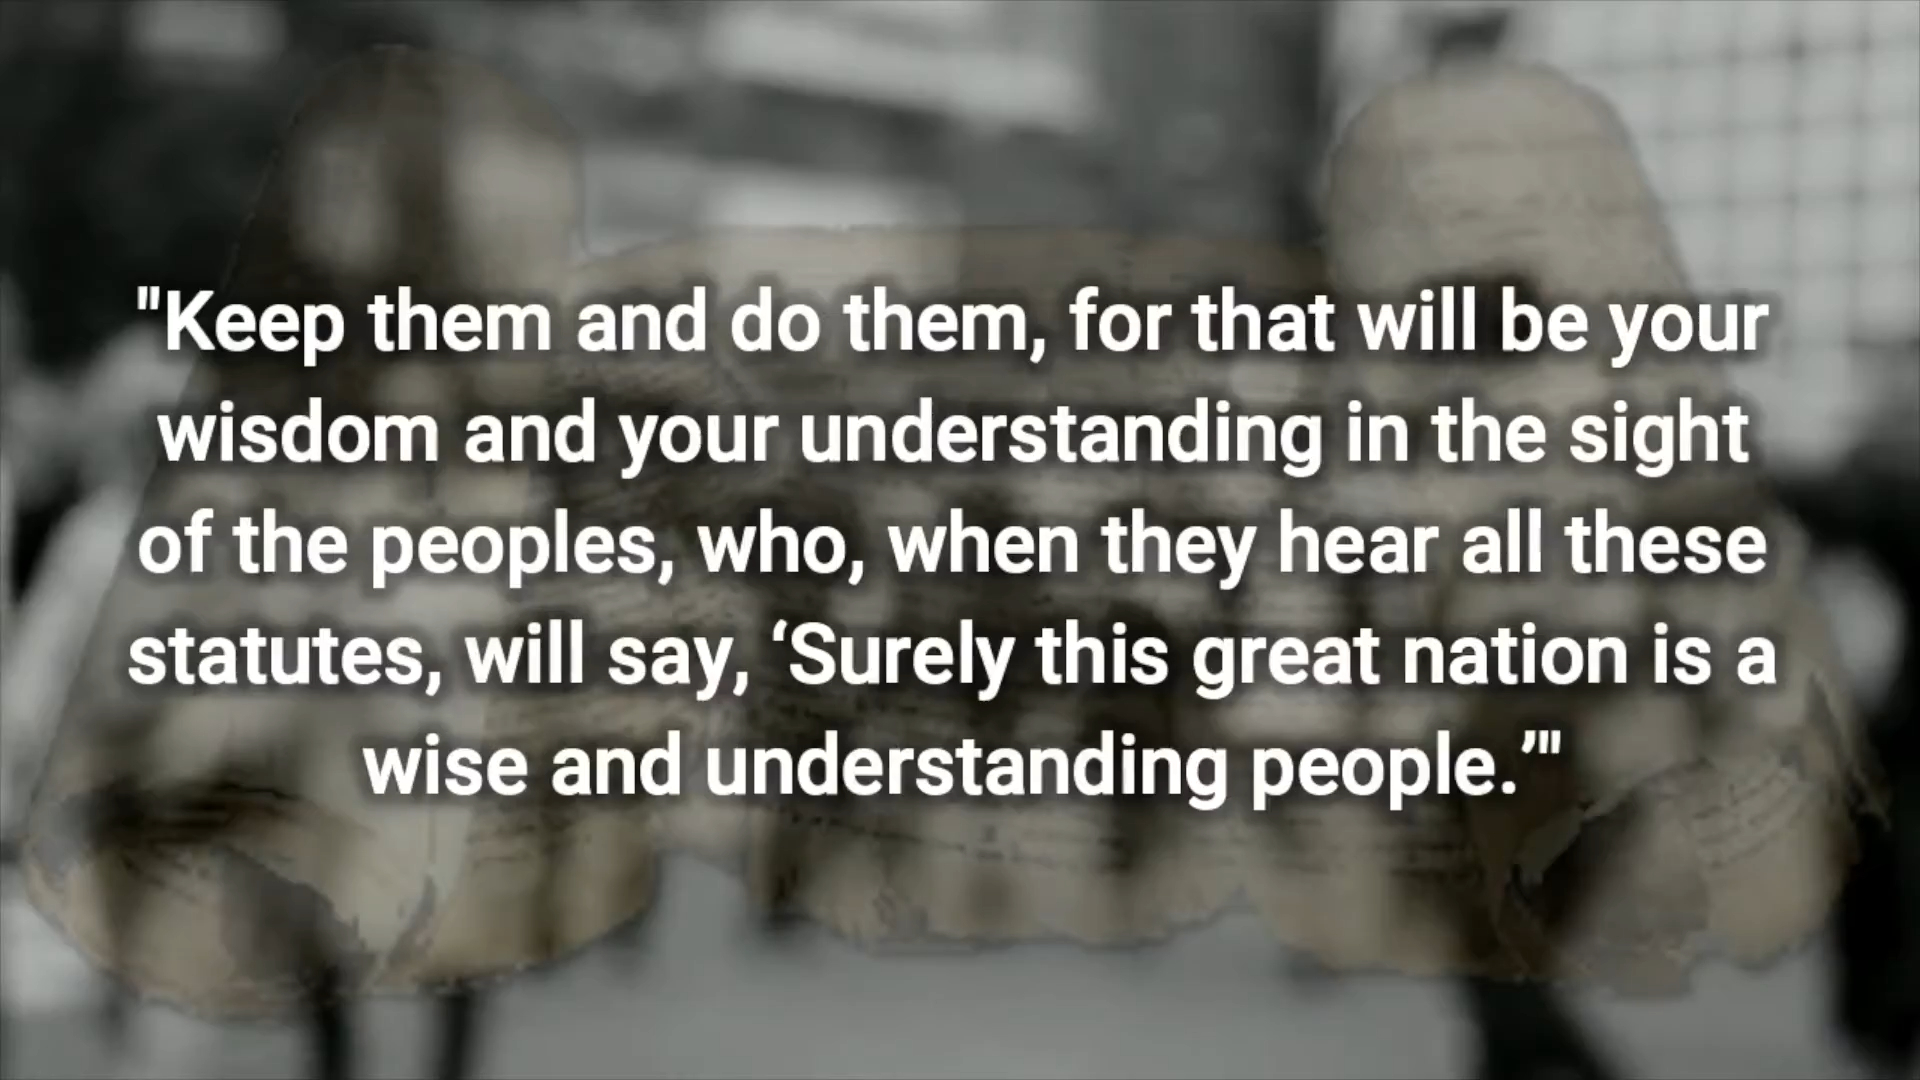 "Keep them and do them, for that will be your
wisdom and your understanding in the sight
of the peoples, who, when they hear all these
statutes, will say, ‘Surely this great nation is a
wise and understanding people.’"